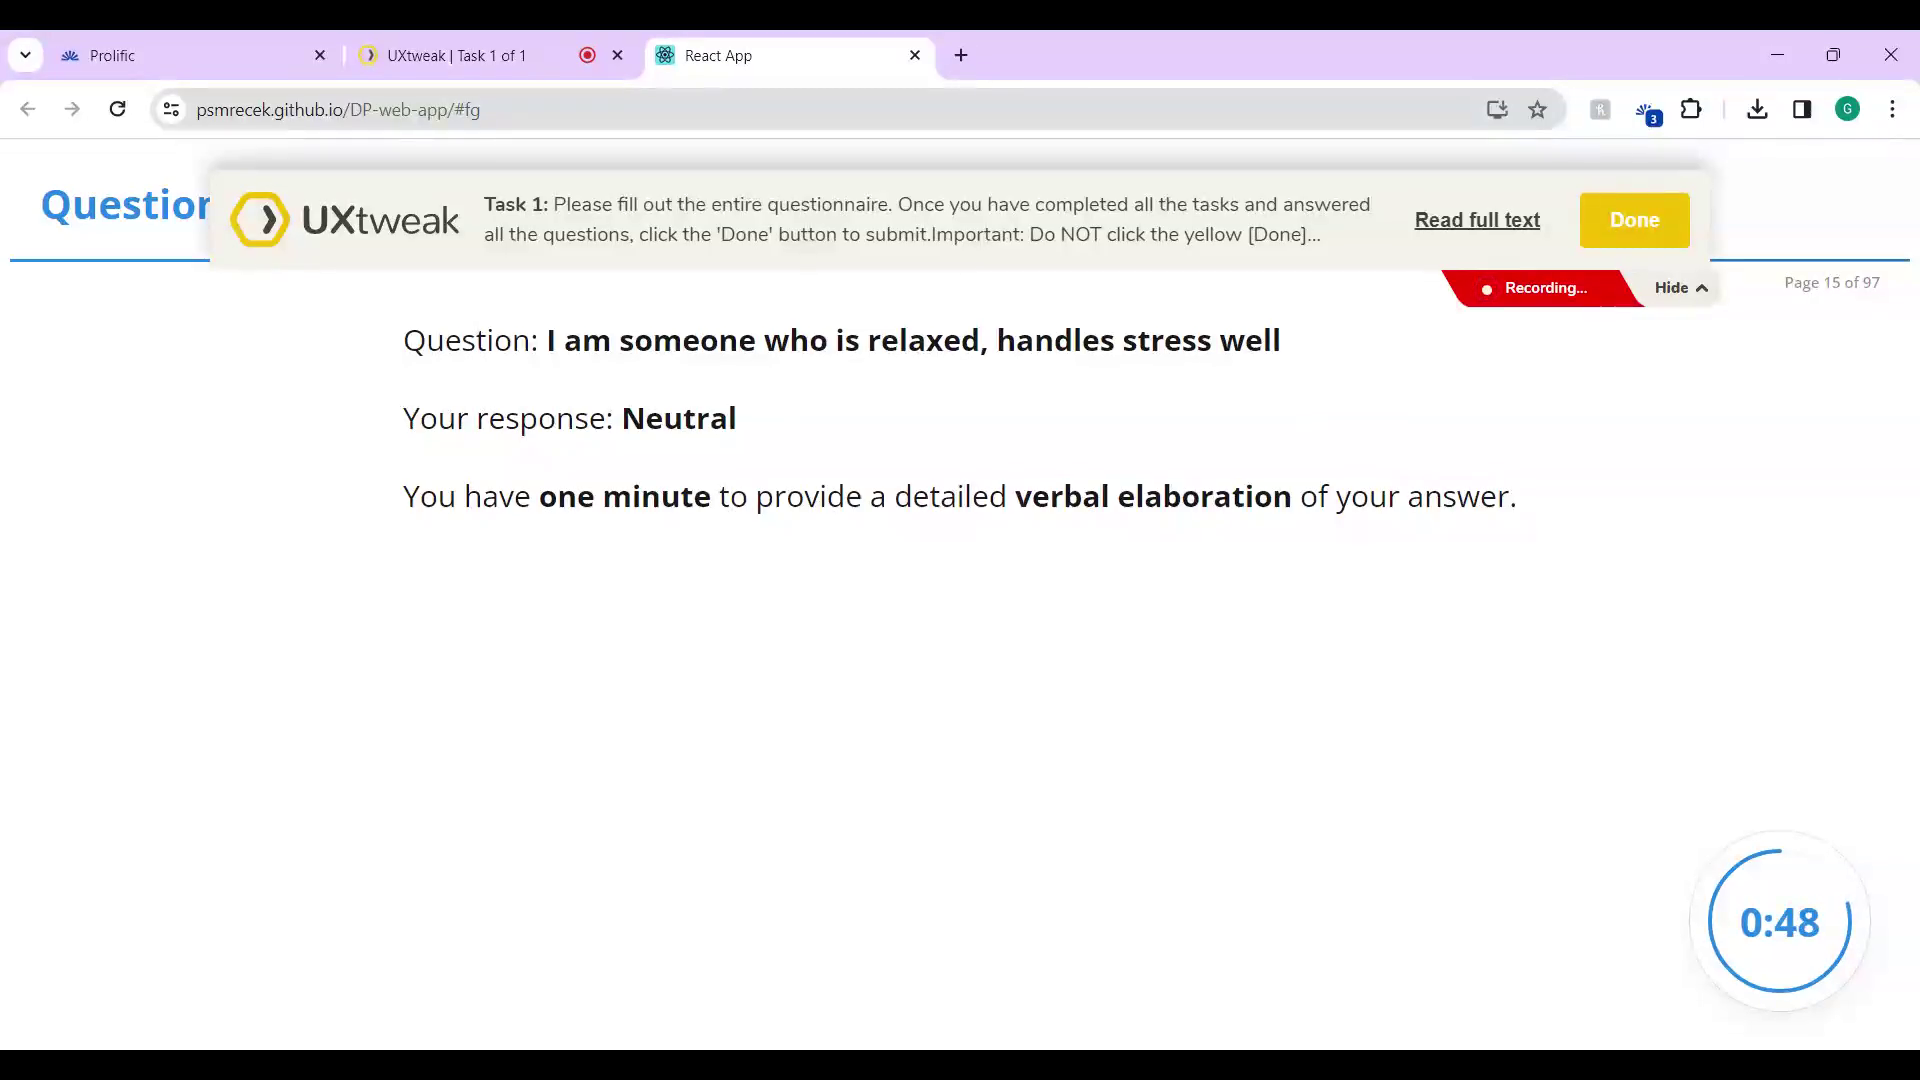 Prolific
UXtweak | Task 1 of 1
React App
psmrecek.github.io/DP-web-app/#fg
3
G
Question
UXtweak
Task 1: Please fill out the entire questionnaire. Once you have completed all the tasks and answered
all the questions, click the 'Done' button to submit.Important: Do NOT click the yellow [Done]...
Read full text
Done
Recording...
Hide
Page 15 of 97
Question: I am someone who is relaxed, handles stress well
Your response: Neutral
You have one minute to provide a detailed verbal elaboration of your answer.
0:48